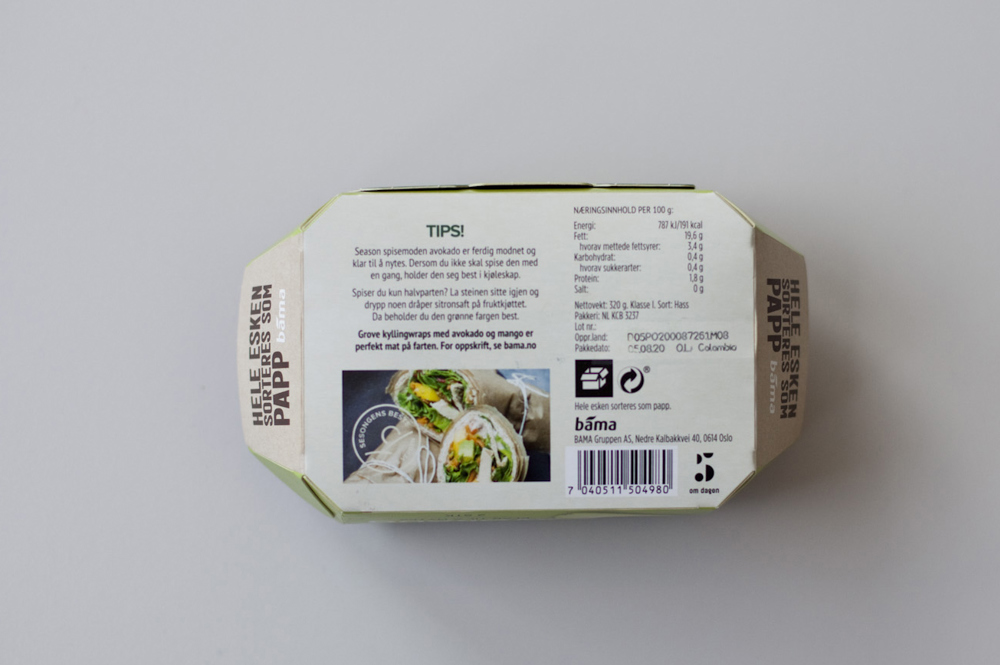 TIPS!
Season spisemoden avokado er ferdig modnet og
klar til å nytes. Dersom du ikke skal spise den med
en gang, holder den seg best i kjøleskap.
Spiser du kun halvparten? La steinen sitte igjen og
drypp noen dråper sitronsaft på fruktkjøttet.
Da beholder du den grønne fargen best.
Grove kyllingwraps med avokado og mango er
perfekt mat på farten. For oppskrift, se bama.no
SESONGENS BES
NÆRINGSINNHOLD PER 100 g:
Energi: 787 kJ/191 kcal
Fett: 19,6 g
hvorav mettede fettsyrer: 3,4 g
Karbohydrat: 0,4 g
hvorav sukkerarter: 0,4 g
Protein: 1,8 g
Salt: 0 g
Nettovekt: 320 g. Klasse I. Sort: Hass
Pakkeri: NL KCB 3237
Lot nr.:
Oppr.land:
Pakkedato: 05.08.20 Colombia
Hele esken sorteres som papp.
bama
BAMA Gruppen AS, Nedre Kalbakkvei 40, 0614 Oslo
7 040511 504980
5
om dagen
HELE ESKEN
SORTERES SOM
PAPP bama
HELE ESKEN
SORTERES SOM
PAPP bama